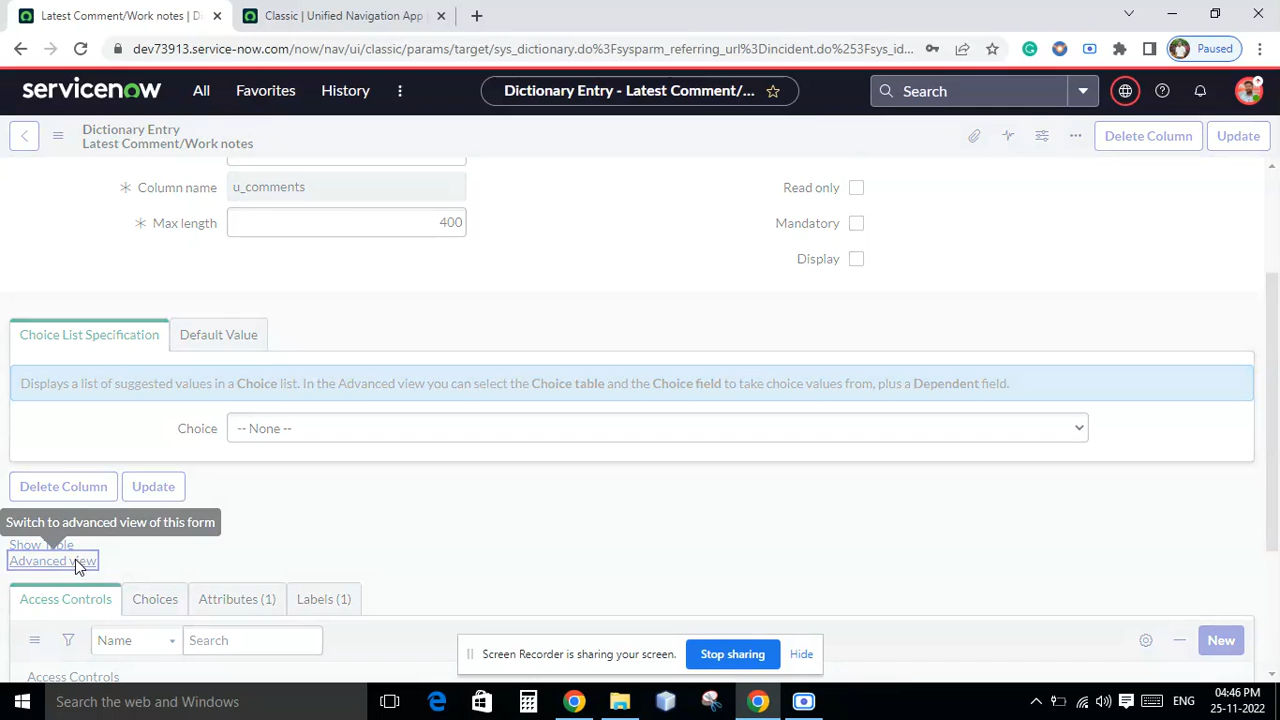 Latest Comment/Work notes | Di
Classic | Unified Navigation App
dev73913.service-now.com/now/nav/ui/classic/params/target/sys_dictionary.do%3Fsysparm_referring_url%3Dincident.do%253Fsys_id...
Paused
servicenow
All
Favorites
History
Dictionary Entry - Latest Comment/W...
Search
Dictionary Entry
Latest Comment/Work notes
Delete Column
Update
Column name
u_comments
Read only
Max length
400
Mandatory
Display
Choice List Specification
Default Value
Displays a list of suggested values in a Choice list. In the Advanced view you can select the Choice table and the Choice field to take choice values from, plus a Dependent field.
Choice
-- None --
Delete Column
Update
Switch to advanced view of this form
Show Table
Advanced view
Access Controls
Choices
Attributes (1)
Labels (1)
Name
Search
New
Screen Recorder is sharing your screen.
Stop sharing
Hide
Access Controls
Search the web and Windows
ENG
04:46 PM
25-11-2022